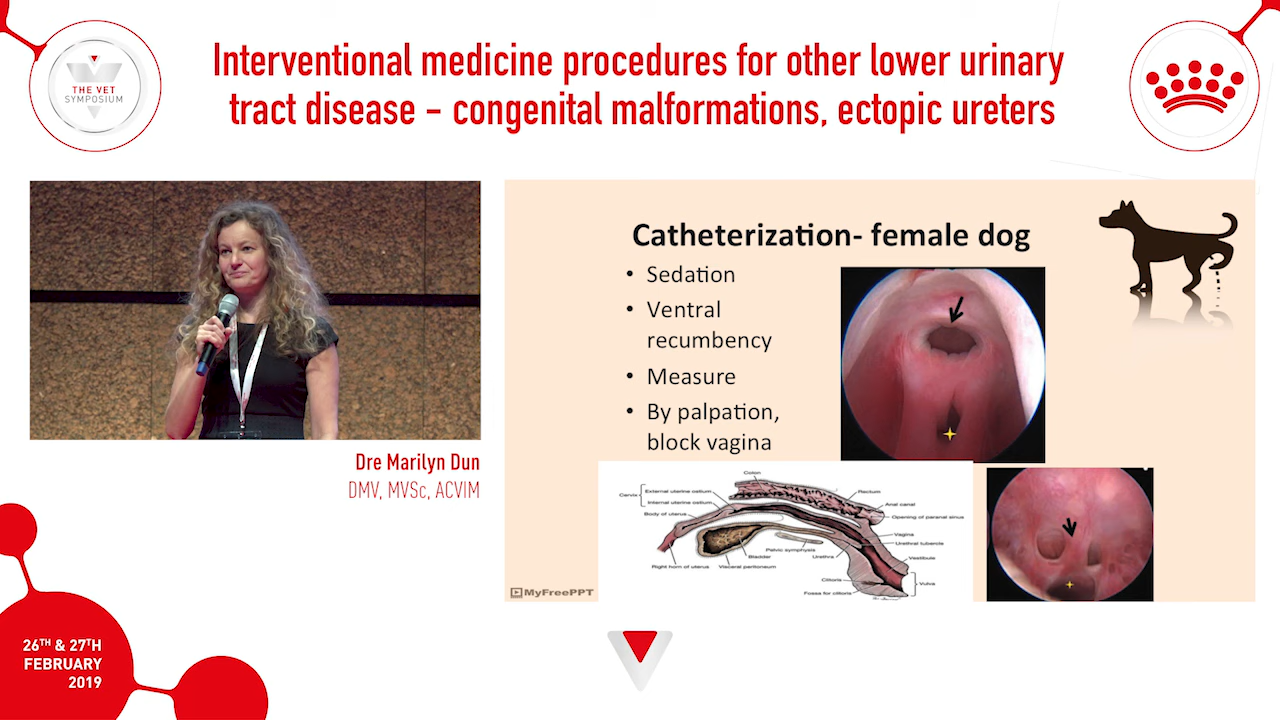 Interventional medicine procedures for other lower urinary
tract disease – congenital malformations, ectopic ureters
THE VET
SYMPOSIUM
Dre Marilyn Dun
DMV, MVSc, ACVIM
Catheterization- female dog
• Sedation
• Ventral
recumbency
• Measure
• By palpation,
block vagina
Colon
Cervix
External uterine ostium
Internal uterine ostium
Body of uterus
Rectum
Anal canal
Opening of paranal sinus
Vagina
Urethral tubercle
Vestibule
Pelvic symphysis
Bladder
Urethra
Right horn of uterus
Visceral peritoneum
Clitoris
Vulva
Fossa for clitoris
MyFreePPT
26TH & 27TH
FEBRUARY
2019